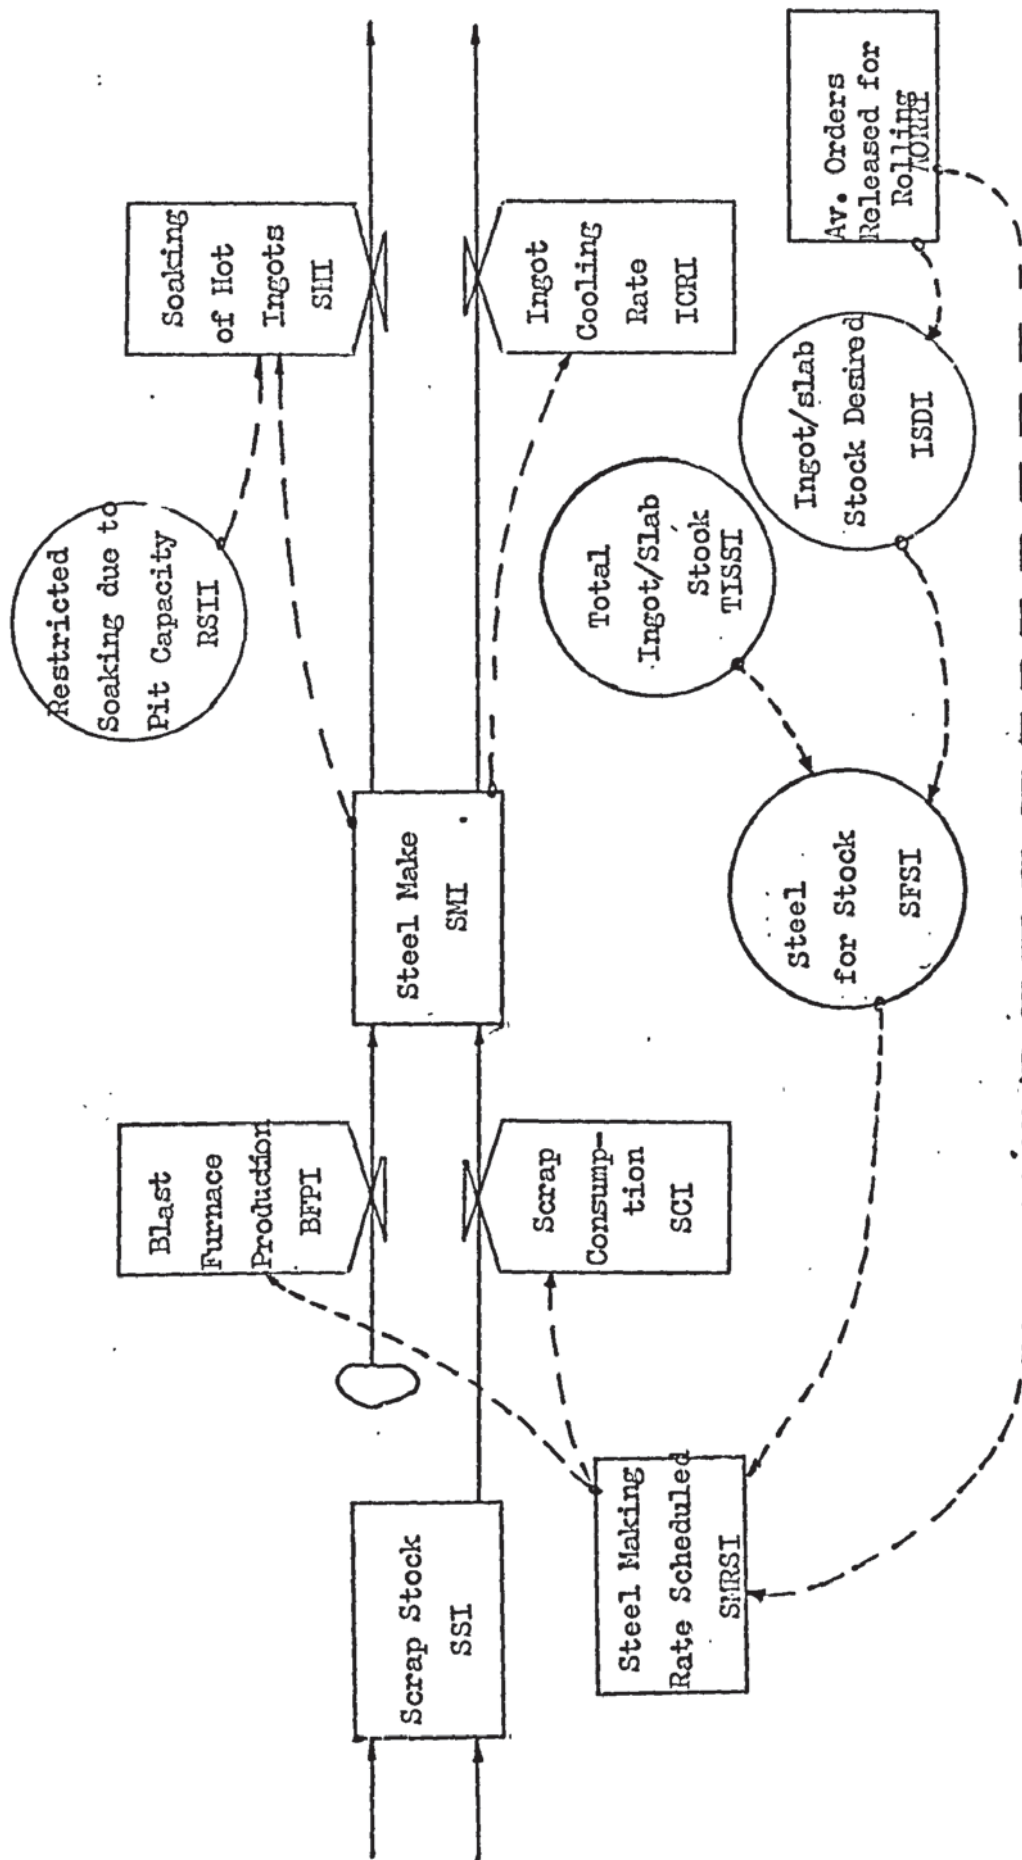 Restricted
Soaking due to
Pit Capacity
RSII
Soaking
of Hot
Ingots
SHI
Blast
Furnace
Production
BFPI
Scrap Stock
SSI
Steel Make
SMI
Scrap
Consump-
tion
SCI
Ingot
Cooling
Rate
ICRI
Steel Making
Rate Scheduled
SMRSI
Total
Ingot/Slab
Stock
TISSI
Steel
for Stock
SFSI
Ingot/slab
Stock Desired
ISDI
Av. Orders
Released for
Rolling
AORRI